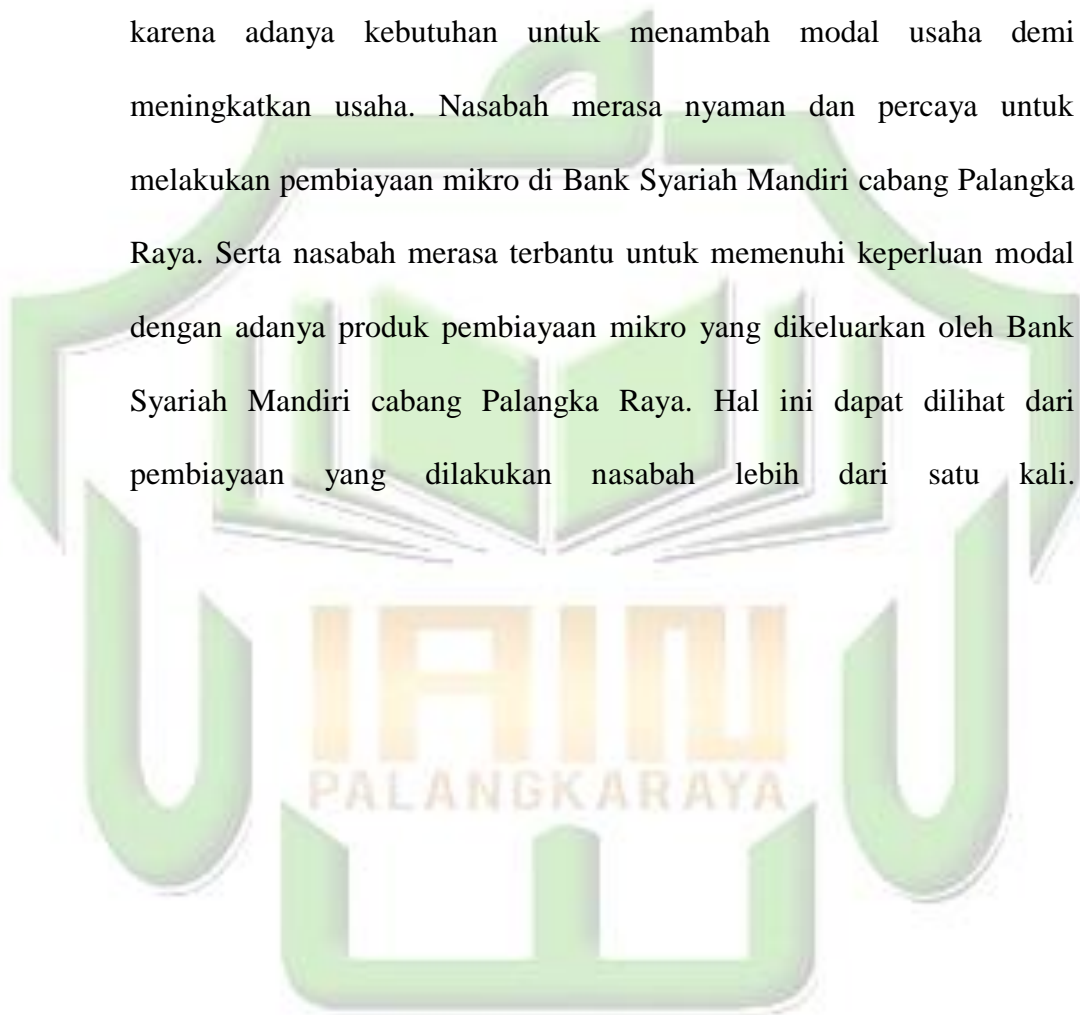 karena adanya kebutuhan untuk menambah modal usaha demi
meningkatkan usaha. Nasabah merasa nyaman dan percaya untuk
melakukan pembiayaan mikro di Bank Syariah Mandiri cabang Palangka
Raya. Serta nasabah merasa terbantu untuk memenuhi keperluan modal
dengan adanya produk pembiayaan mikro yang dikeluarkan oleh Bank
Syariah Mandiri cabang Palangka Raya. Hal ini dapat dilihat dari
pembiayaan yang dilakukan nasabah lebih dari satu kali.
IAIN
PALANGKARAYA